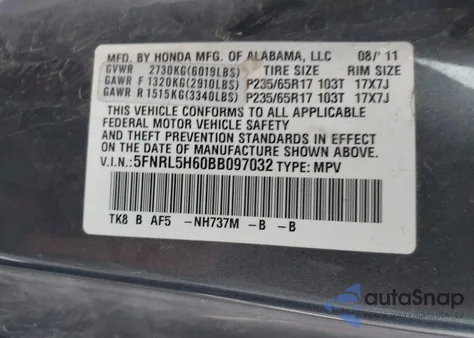 MFD. BY HONDA MFG. OF ALABAMA, LLC 08/'11
GVWR 2730KG(6019LBS) TIRE SIZE RIM SIZE
GAWR F 1320KG(2910LBS) P235/65R17 103T 17X7J
GAWR R 1515KG(3340LBS) P235/65R17 103T 17X7J
THIS VEHICLE CONFORMS TO ALL APPLICABLE
FEDERAL MOTOR VEHICLE SAFETY
AND THEFT PREVENTION STANDARDS
IN EFFECT ON THE DATE OF
MANUFACTURE SHOWN ABOVE.
V.I.N: 5FNRL5H60BB097032 TYPE: MPV
TK8 B AF5 -NH737M -B -B
autoSnap